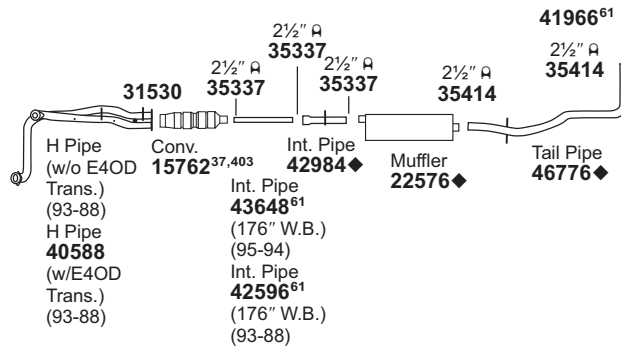 41966⁶¹
2½″ 35337
2½″ 35337
2½″ 35337
2½″ 35414
2½″ 35414
31530
H Pipe
(w/o E4OD
Trans.)
(93-88)
H Pipe
40588
(w/E4OD
Trans.)
(93-88)
Conv.
15762³⁷,⁴⁰³
Int. Pipe
43648⁶¹
(176″ W.B.)
(95-94)
Int. Pipe
42596⁶¹
(176″ W.B.)
(93-88)
Int. Pipe
42984◆
Muffler
22576◆
Tail Pipe
46776◆